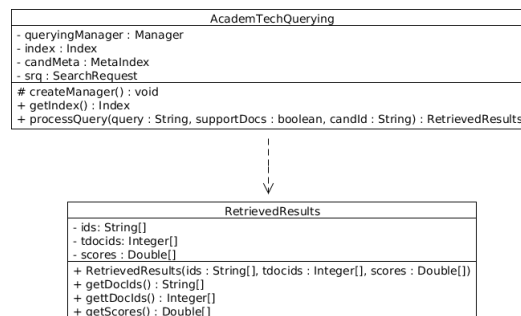 AcademTechQuerying
- queryingManager : Manager
- index : Index
- candMeta : MetaIndex
- srq : SearchRequest
# createManager() : void
+ getIndex() : Index
+ processQuery(query : String, supportDocs : boolean, candId : String) : RetrievedResults
RetrievedResults
- ids: String[]
- tdocids: Integer[]
- scores : Double[]
+ RetrievedResults(ids : String[], tdocids : Integer[], scores : Double[])
+ getDocIds() : String[]
+ gettDocIds() : Integer[]
+ getScores() : Double[]